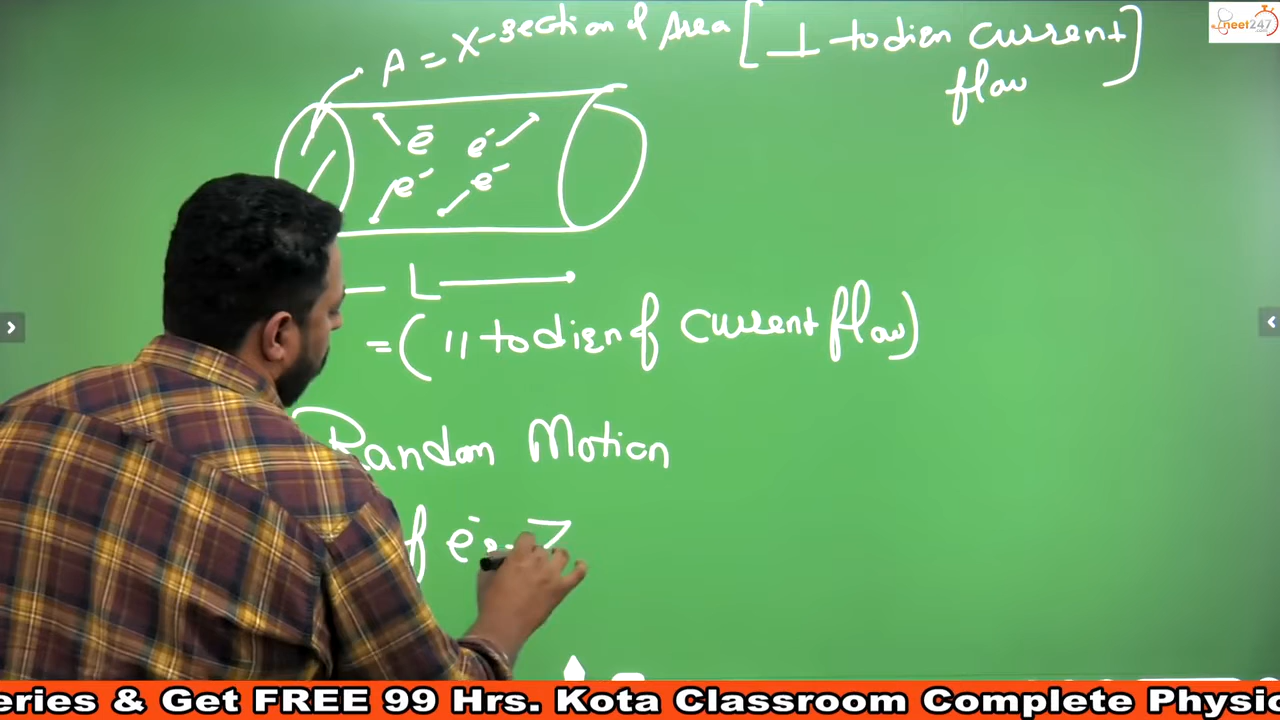 A = X-section of Area [⊥ to dirn current flow]
neet247
e⁻ e⁻
e⁻ e⁻
L
= (|| to dirn of current flow)
Random Motion
of e⁻s
eries & Get FREE 99 Hrs. Kota Classroom Complete Physic